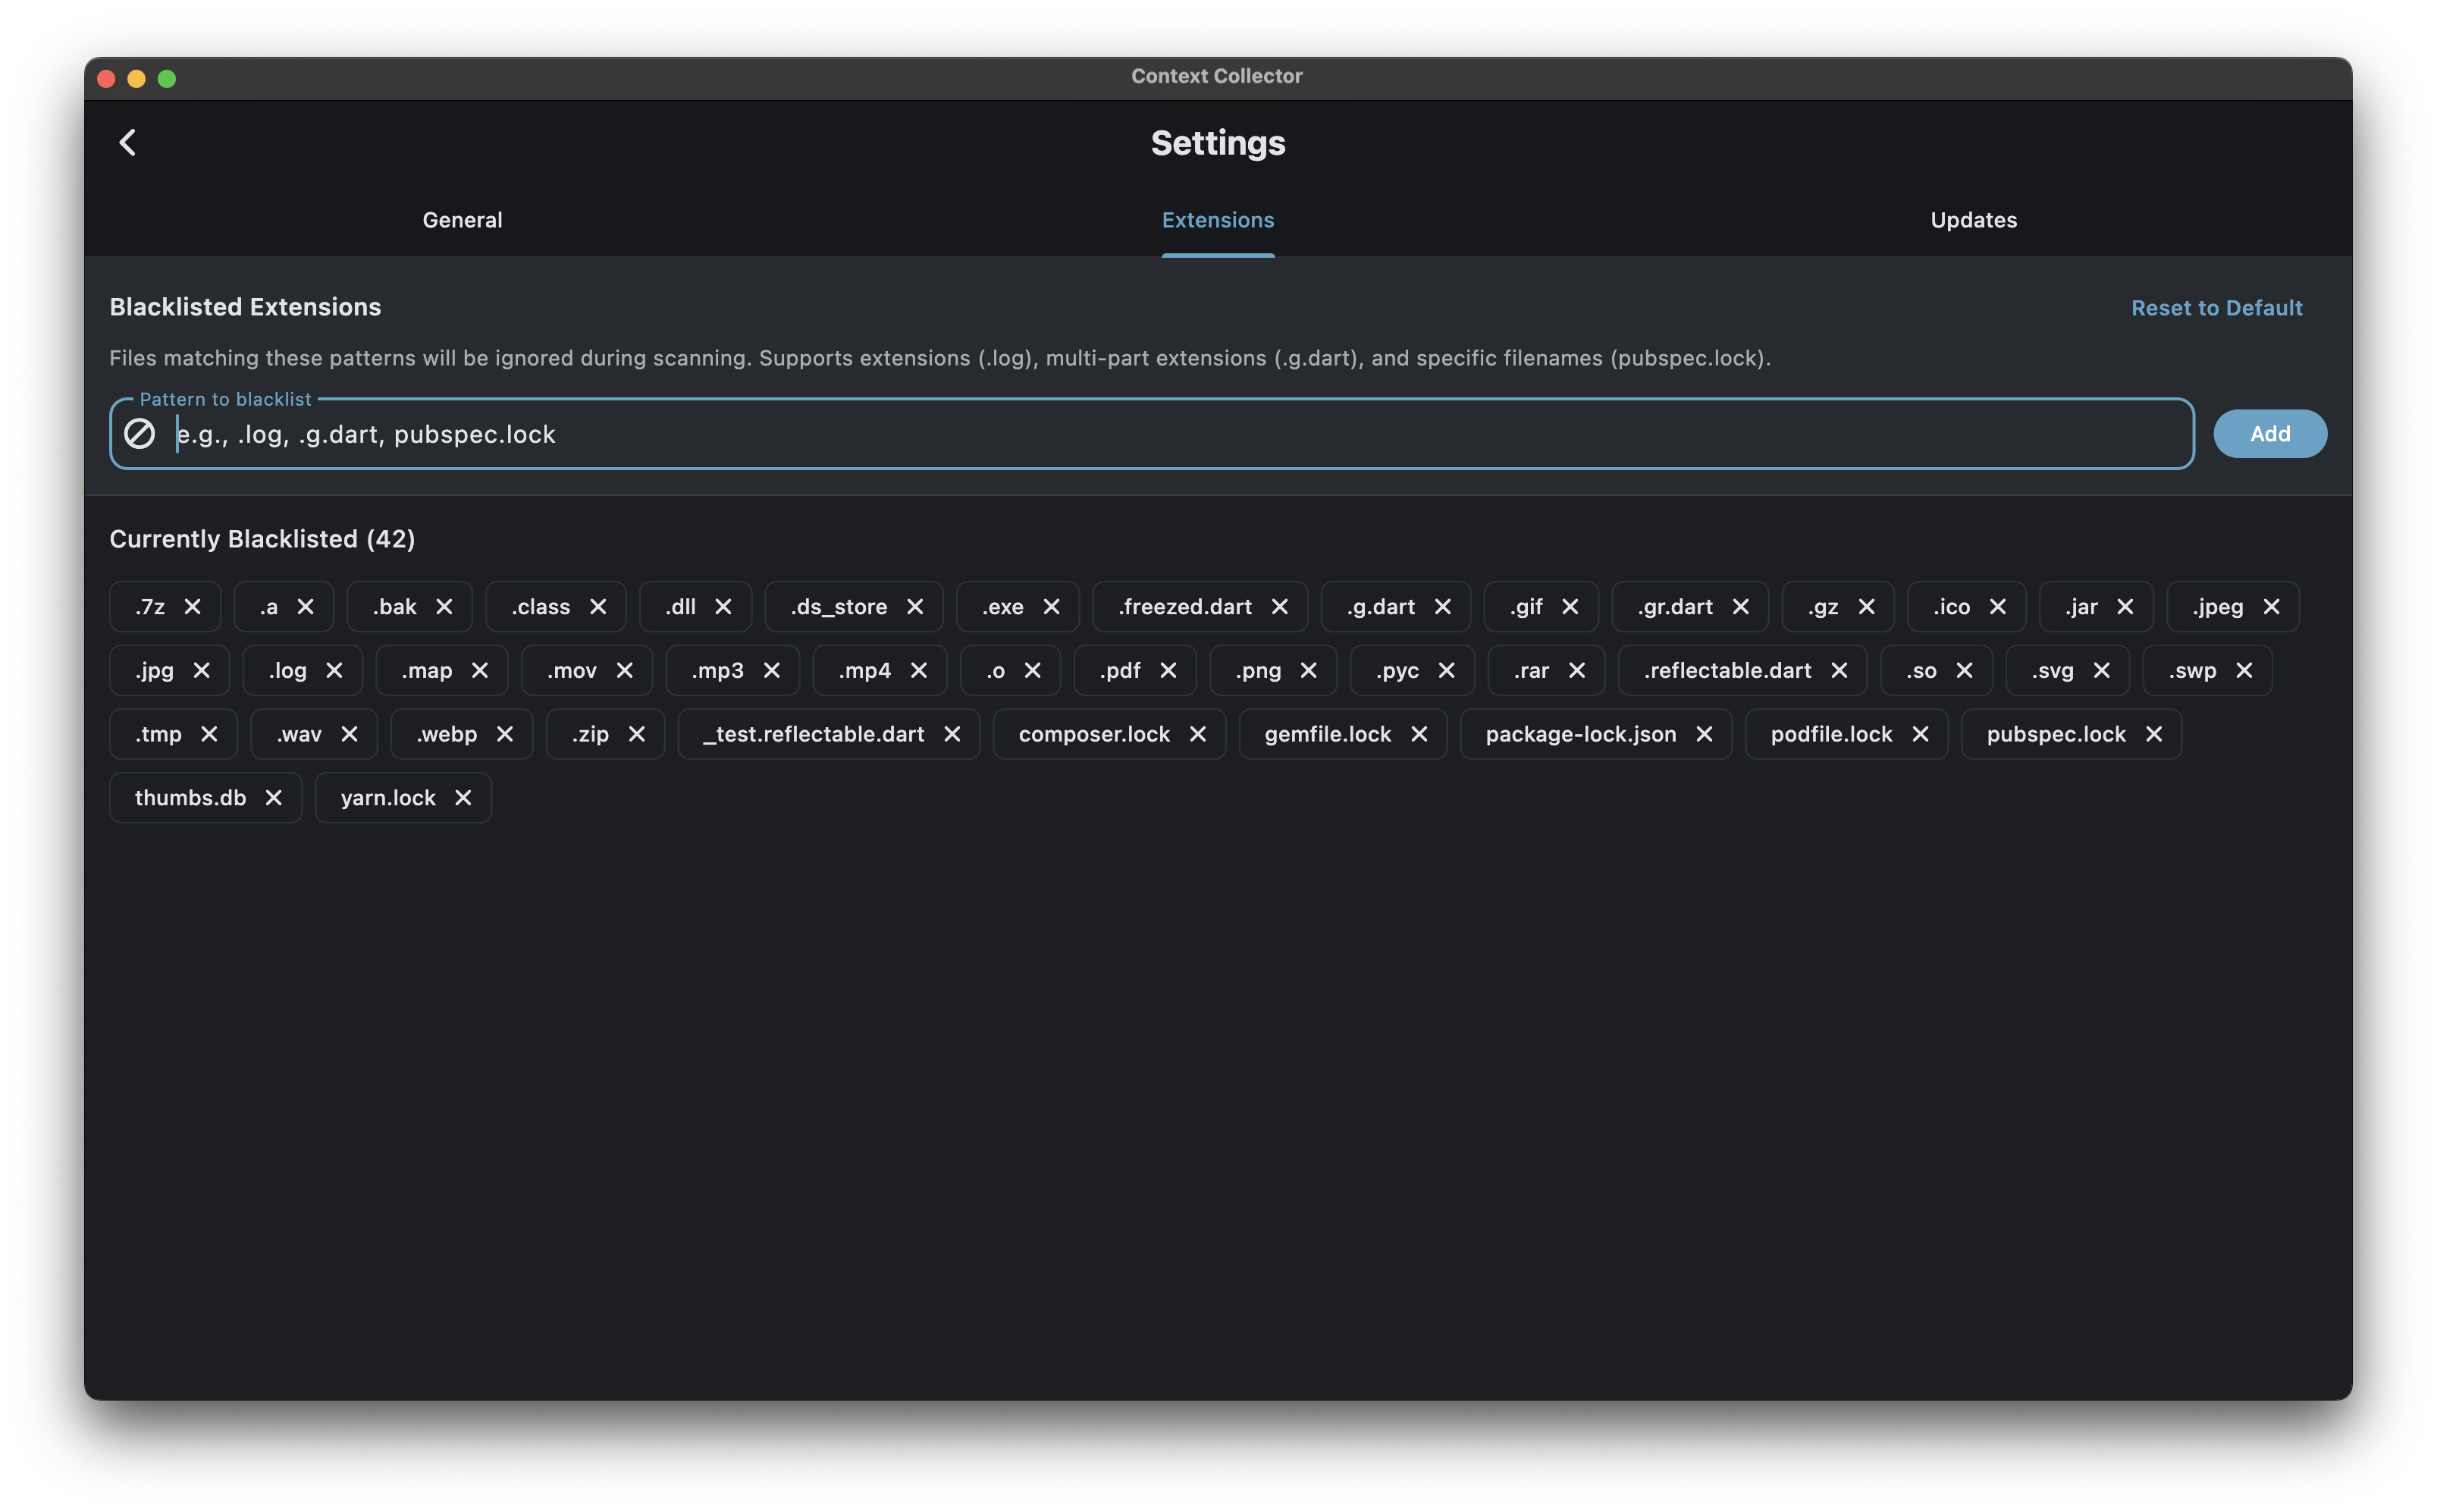 Context Collector
Settings
General Extensions Updates
Blacklisted Extensions Reset to Default
Files matching these patterns will be ignored during scanning. Supports extensions (.log), multi-part extensions (.g.dart), and specific filenames (pubspec.lock).
Pattern to blacklist
e.g., .log, .g.dart, pubspec.lock Add
Currently Blacklisted (42)
.7z .a .bak .class .dll .ds_store .exe .freezed.dart .g.dart .gif .gr.dart .gz .ico .jar .jpeg
.jpg .log .map .mov .mp3 .mp4 .o .pdf .png .pyc .rar .reflectable.dart .so .svg .swp
.tmp .wav .webp .zip _test.reflectable.dart composer.lock gemfile.lock package-lock.json podfile.lock pubspec.lock
thumbs.db yarn.lock